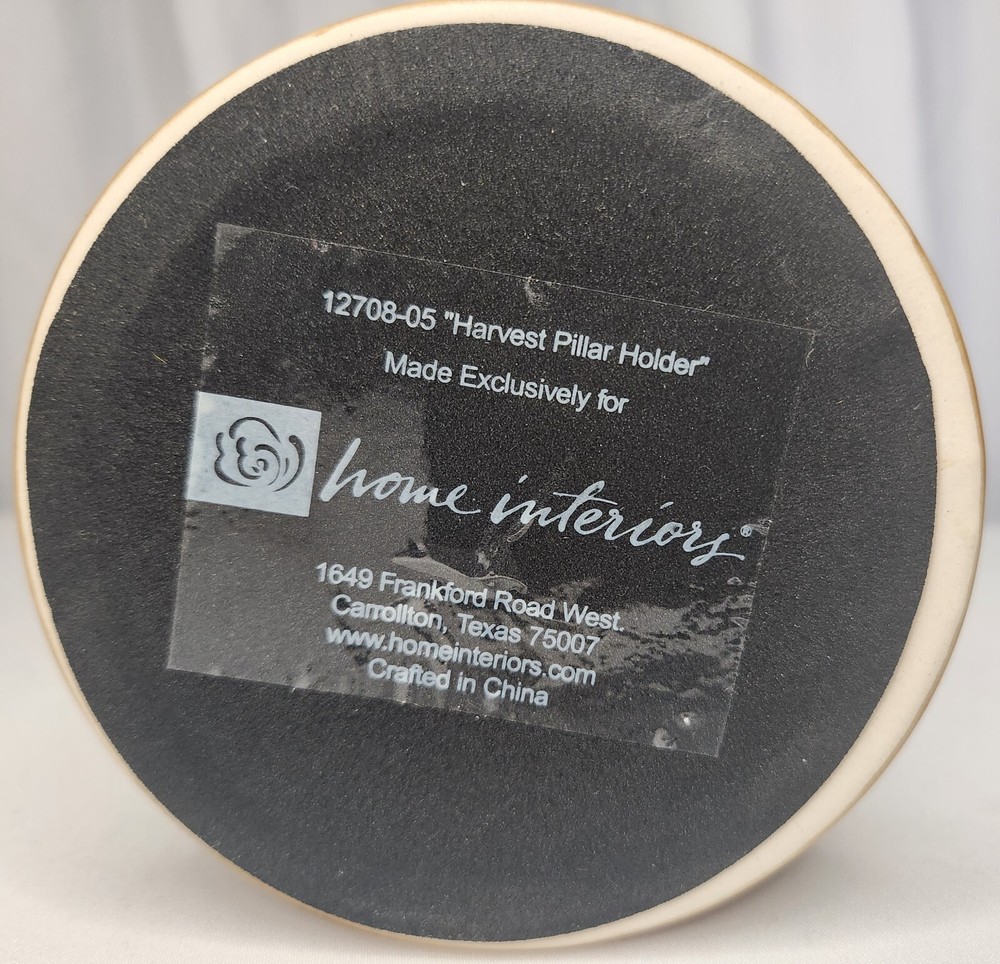 12708-05 "Harvest Pillar Holder"
Made Exclusively for
home interiors®
1649 Frankford Road West.
Carrollton, Texas 75007
www.homeinteriors.com
Crafted in China